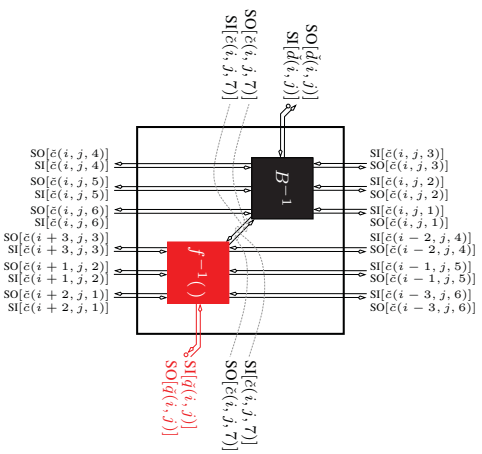 SO[ď(i, j)]
SI[ď(i, j)]
SO[č(i, j, 7)]
SI[č(i, j, 7)]
SO[c̄(i, j, 4)]
SI[c̄(i, j, 4)]
SO[c̄(i, j, 5)]
SI[c̄(i, j, 5)]
SO[c̄(i, j, 6)]
SI[c̄(i, j, 6)]
SO[c̄(i + 3, j, 3)]
SI[c̄(i + 3, j, 3)]
SO[c̄(i + 1, j, 2)]
SI[c̄(i + 1, j, 2)]
SO[c̄(i + 2, j, 1)]
SI[c̄(i + 2, j, 1)]
B⁻¹
f⁻¹()
SI[c̄(i, j, 3)]
SO[c̄(i, j, 3)]
SI[c̄(i, j, 2)]
SO[c̄(i, j, 2)]
SI[c̄(i, j, 1)]
SO[c̄(i, j, 1)]
SI[c̄(i − 2, j, 4)]
SO[c̄(i − 2, j, 4)]
SI[c̄(i − 1, j, 5)]
SO[c̄(i − 1, j, 5)]
SI[c̄(i − 3, j, 6)]
SO[c̄(i − 3, j, 6)]
SI[č(i, j, 7)]
SO[č(i, j, 7)]
SI[q̌(i, j)]
SO[q̌(i, j)]